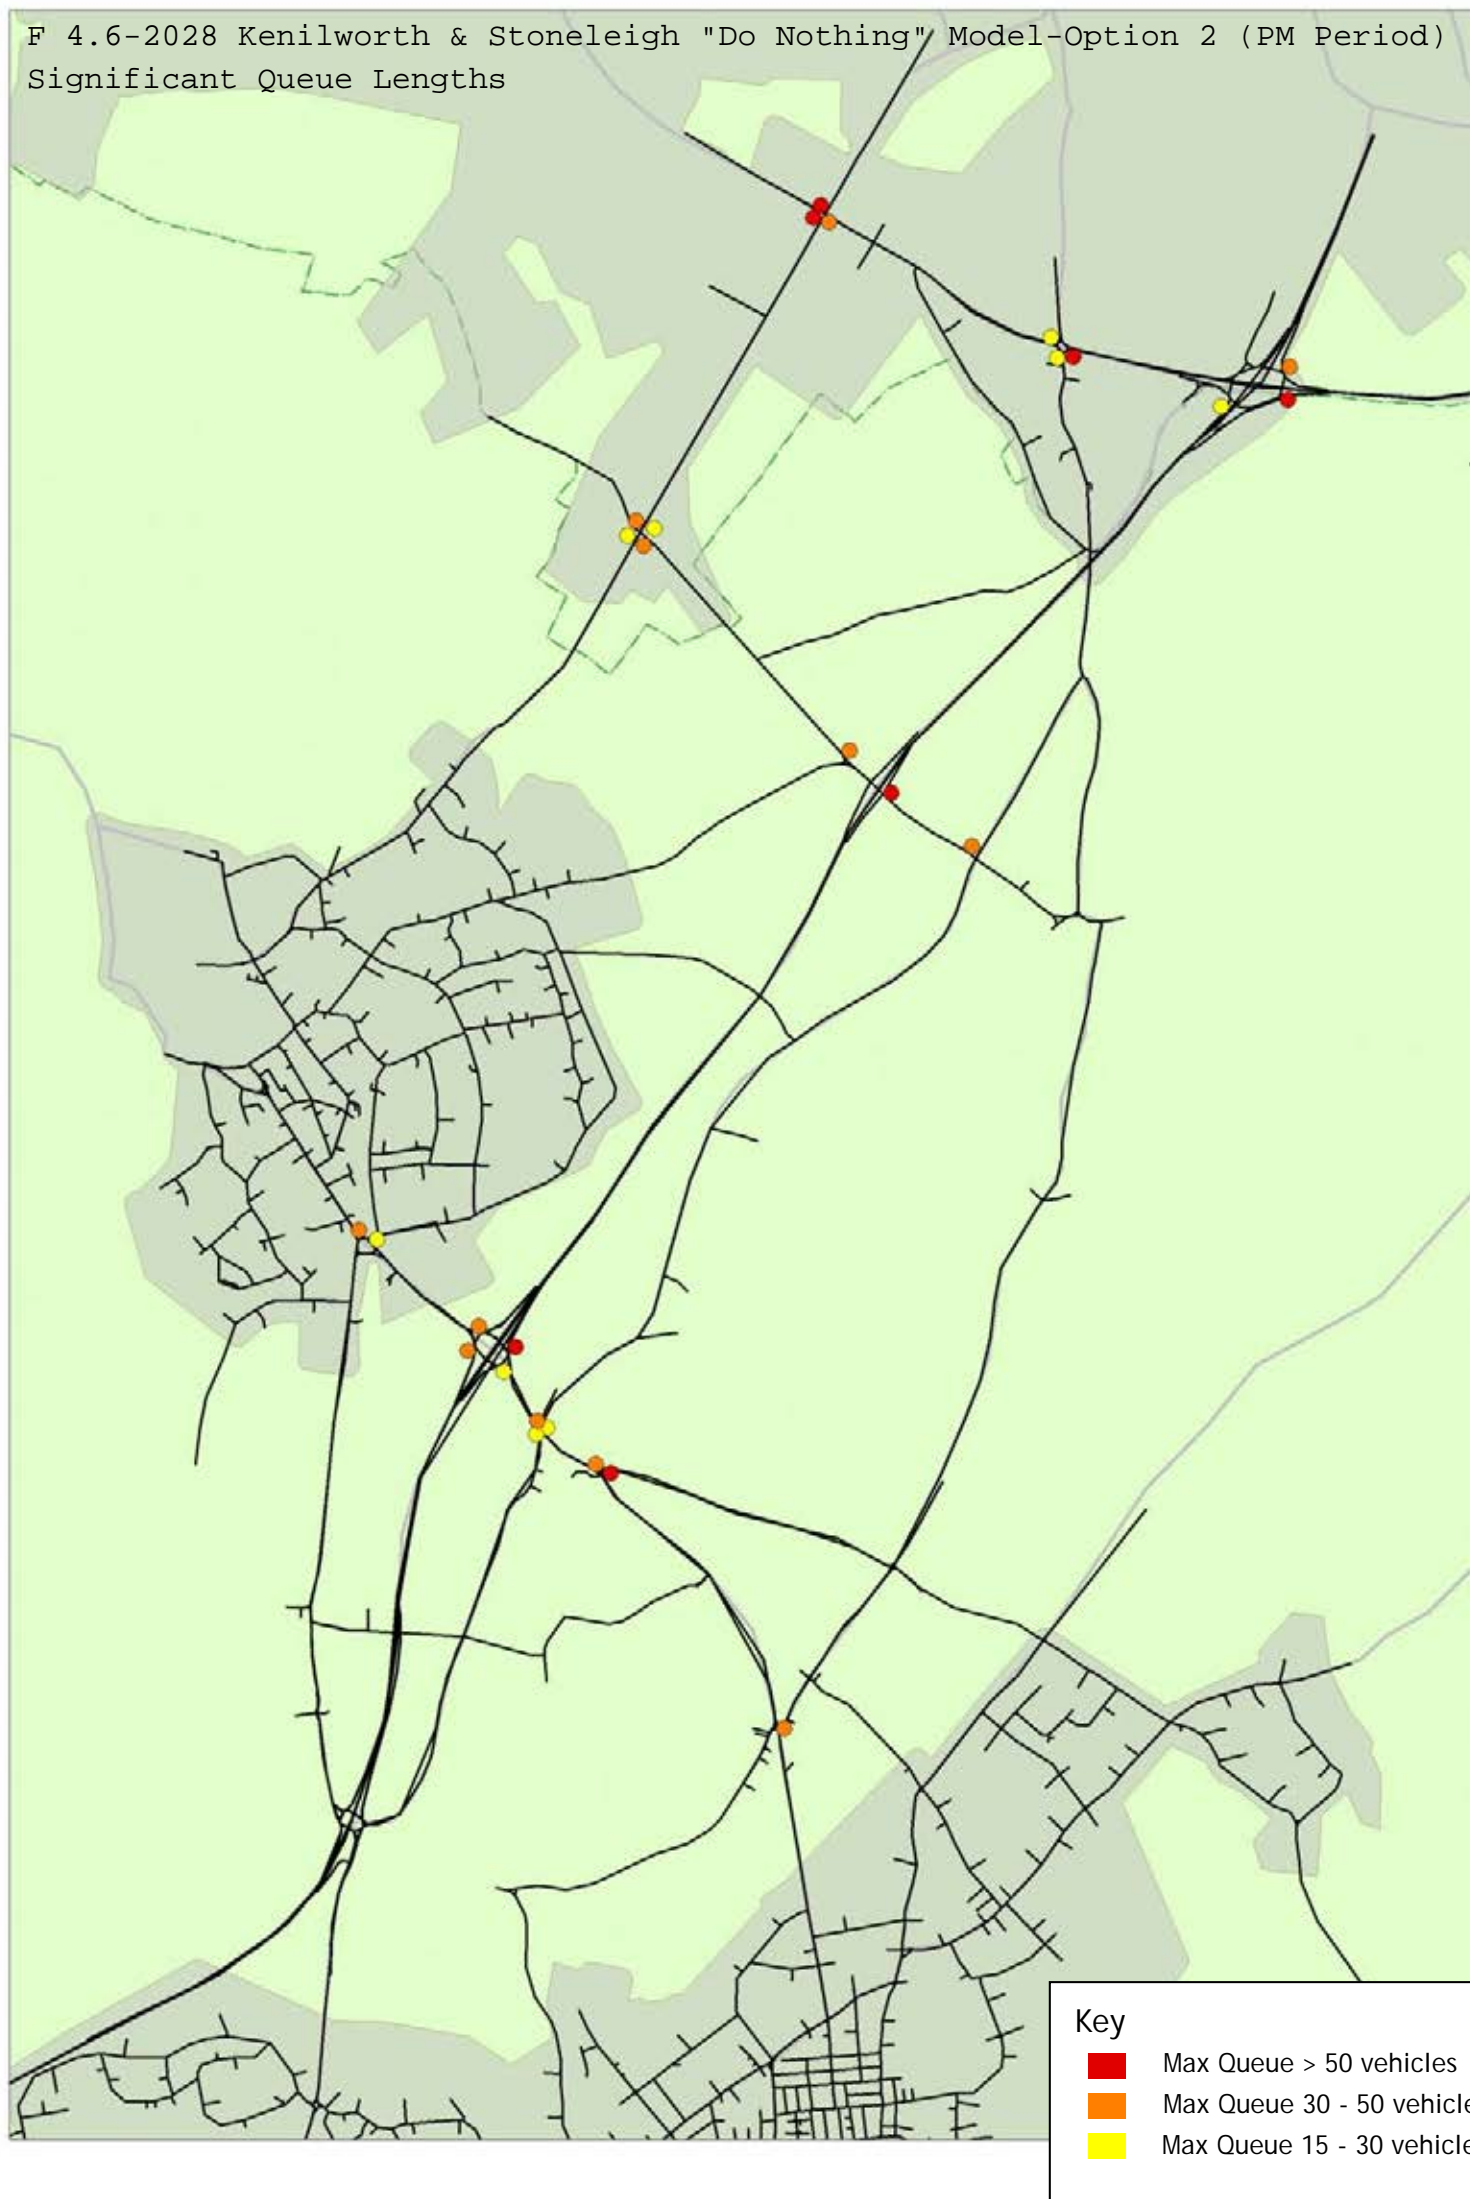 F 4.6-2028 Kenilworth & Stoneleigh "Do Nothing" Model-Option 2 (PM Period)
Significant Queue Lengths
Key
Max Queue > 50 vehicles
Max Queue 30 - 50 vehicle
Max Queue 15 - 30 vehicle